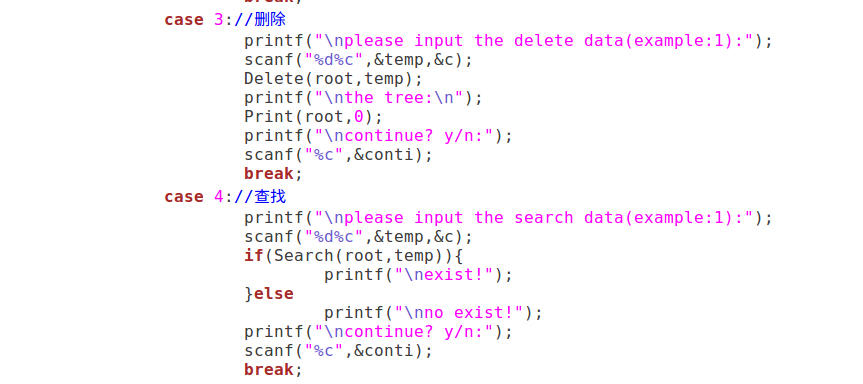 break;
case 3://删除
printf("\nplease input the delete data(example:1):");
scanf("%d%c",&temp,&c);
Delete(root,temp);
printf("\nthe tree:\n");
Print(root,0);
printf("\ncontinue? y/n:");
scanf("%c",&conti);
break;
case 4://查找
printf("\nplease input the search data(example:1):");
scanf("%d%c",&temp,&c);
if(Search(root,temp)){
printf("\nexist!");
}else
printf("\nno exist!");
printf("\ncontinue? y/n:");
scanf("%c",&conti);
break;